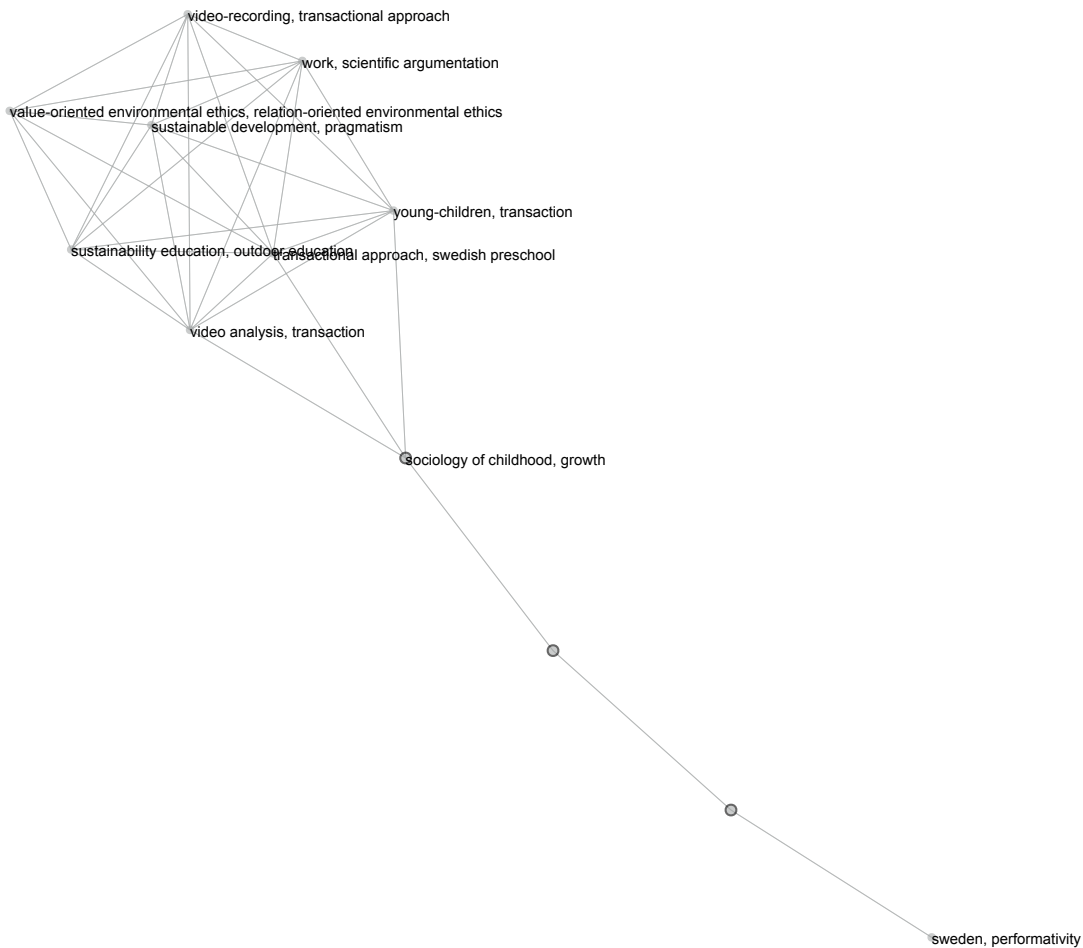 video-recording, transactional approach
work, scientific argumentation
value-oriented environmental ethics, relation-oriented environmental ethics
sustainable development, pragmatism
young-children, transaction
sustainability education, outdoor education
transactional approach, swedish preschool
video analysis, transaction
sociology of childhood, growth
sweden, performativity